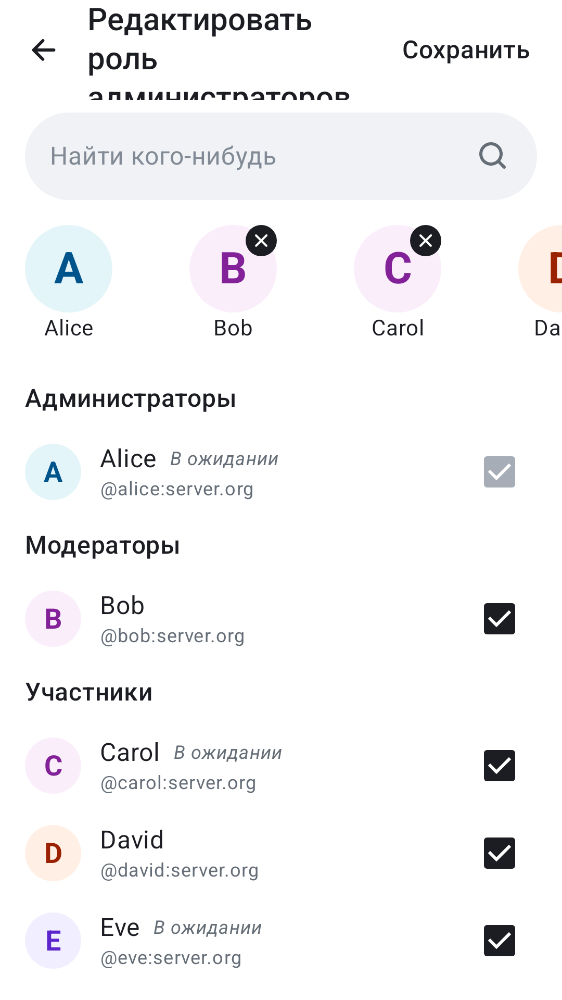 Редактировать
роль
администраторов
Сохранить
Найти кого-нибудь
A
B
C
D
Alice
Bob
Carol
Da
Администраторы
A
Alice В ожидании
@alice:server.org
Модераторы
B
Bob
@bob:server.org
Участники
C
Carol В ожидании
@carol:server.org
D
David
@david:server.org
E
Eve В ожидании
@eve:server.org